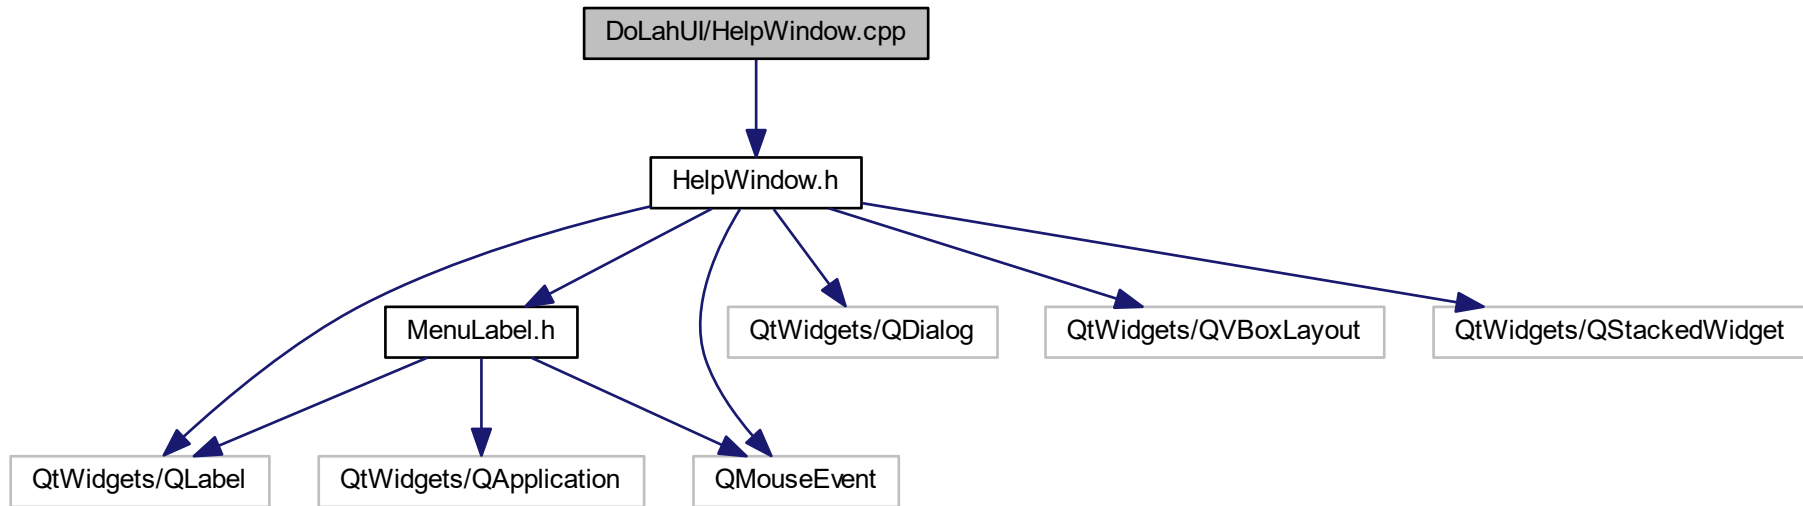 DoLahUI/HelpWindow.cpp
HelpWindow.h
MenuLabel.h
QtWidgets/QDialog
QtWidgets/QVBoxLayout
QtWidgets/QStackedWidget
QtWidgets/QLabel
QtWidgets/QApplication
QMouseEvent